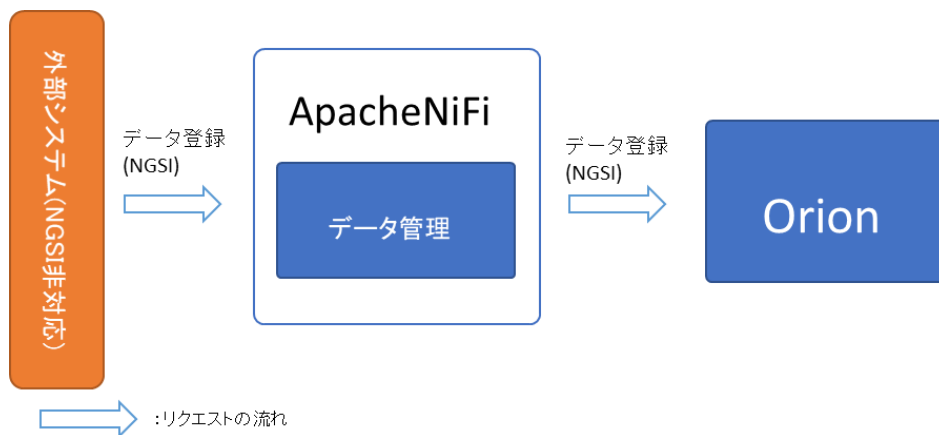 外部システム(NGSI非対応)
データ登録
(NGSI)
ApacheNiFi
データ管理
データ登録
(NGSI)
Orion
:リクエストの流れ